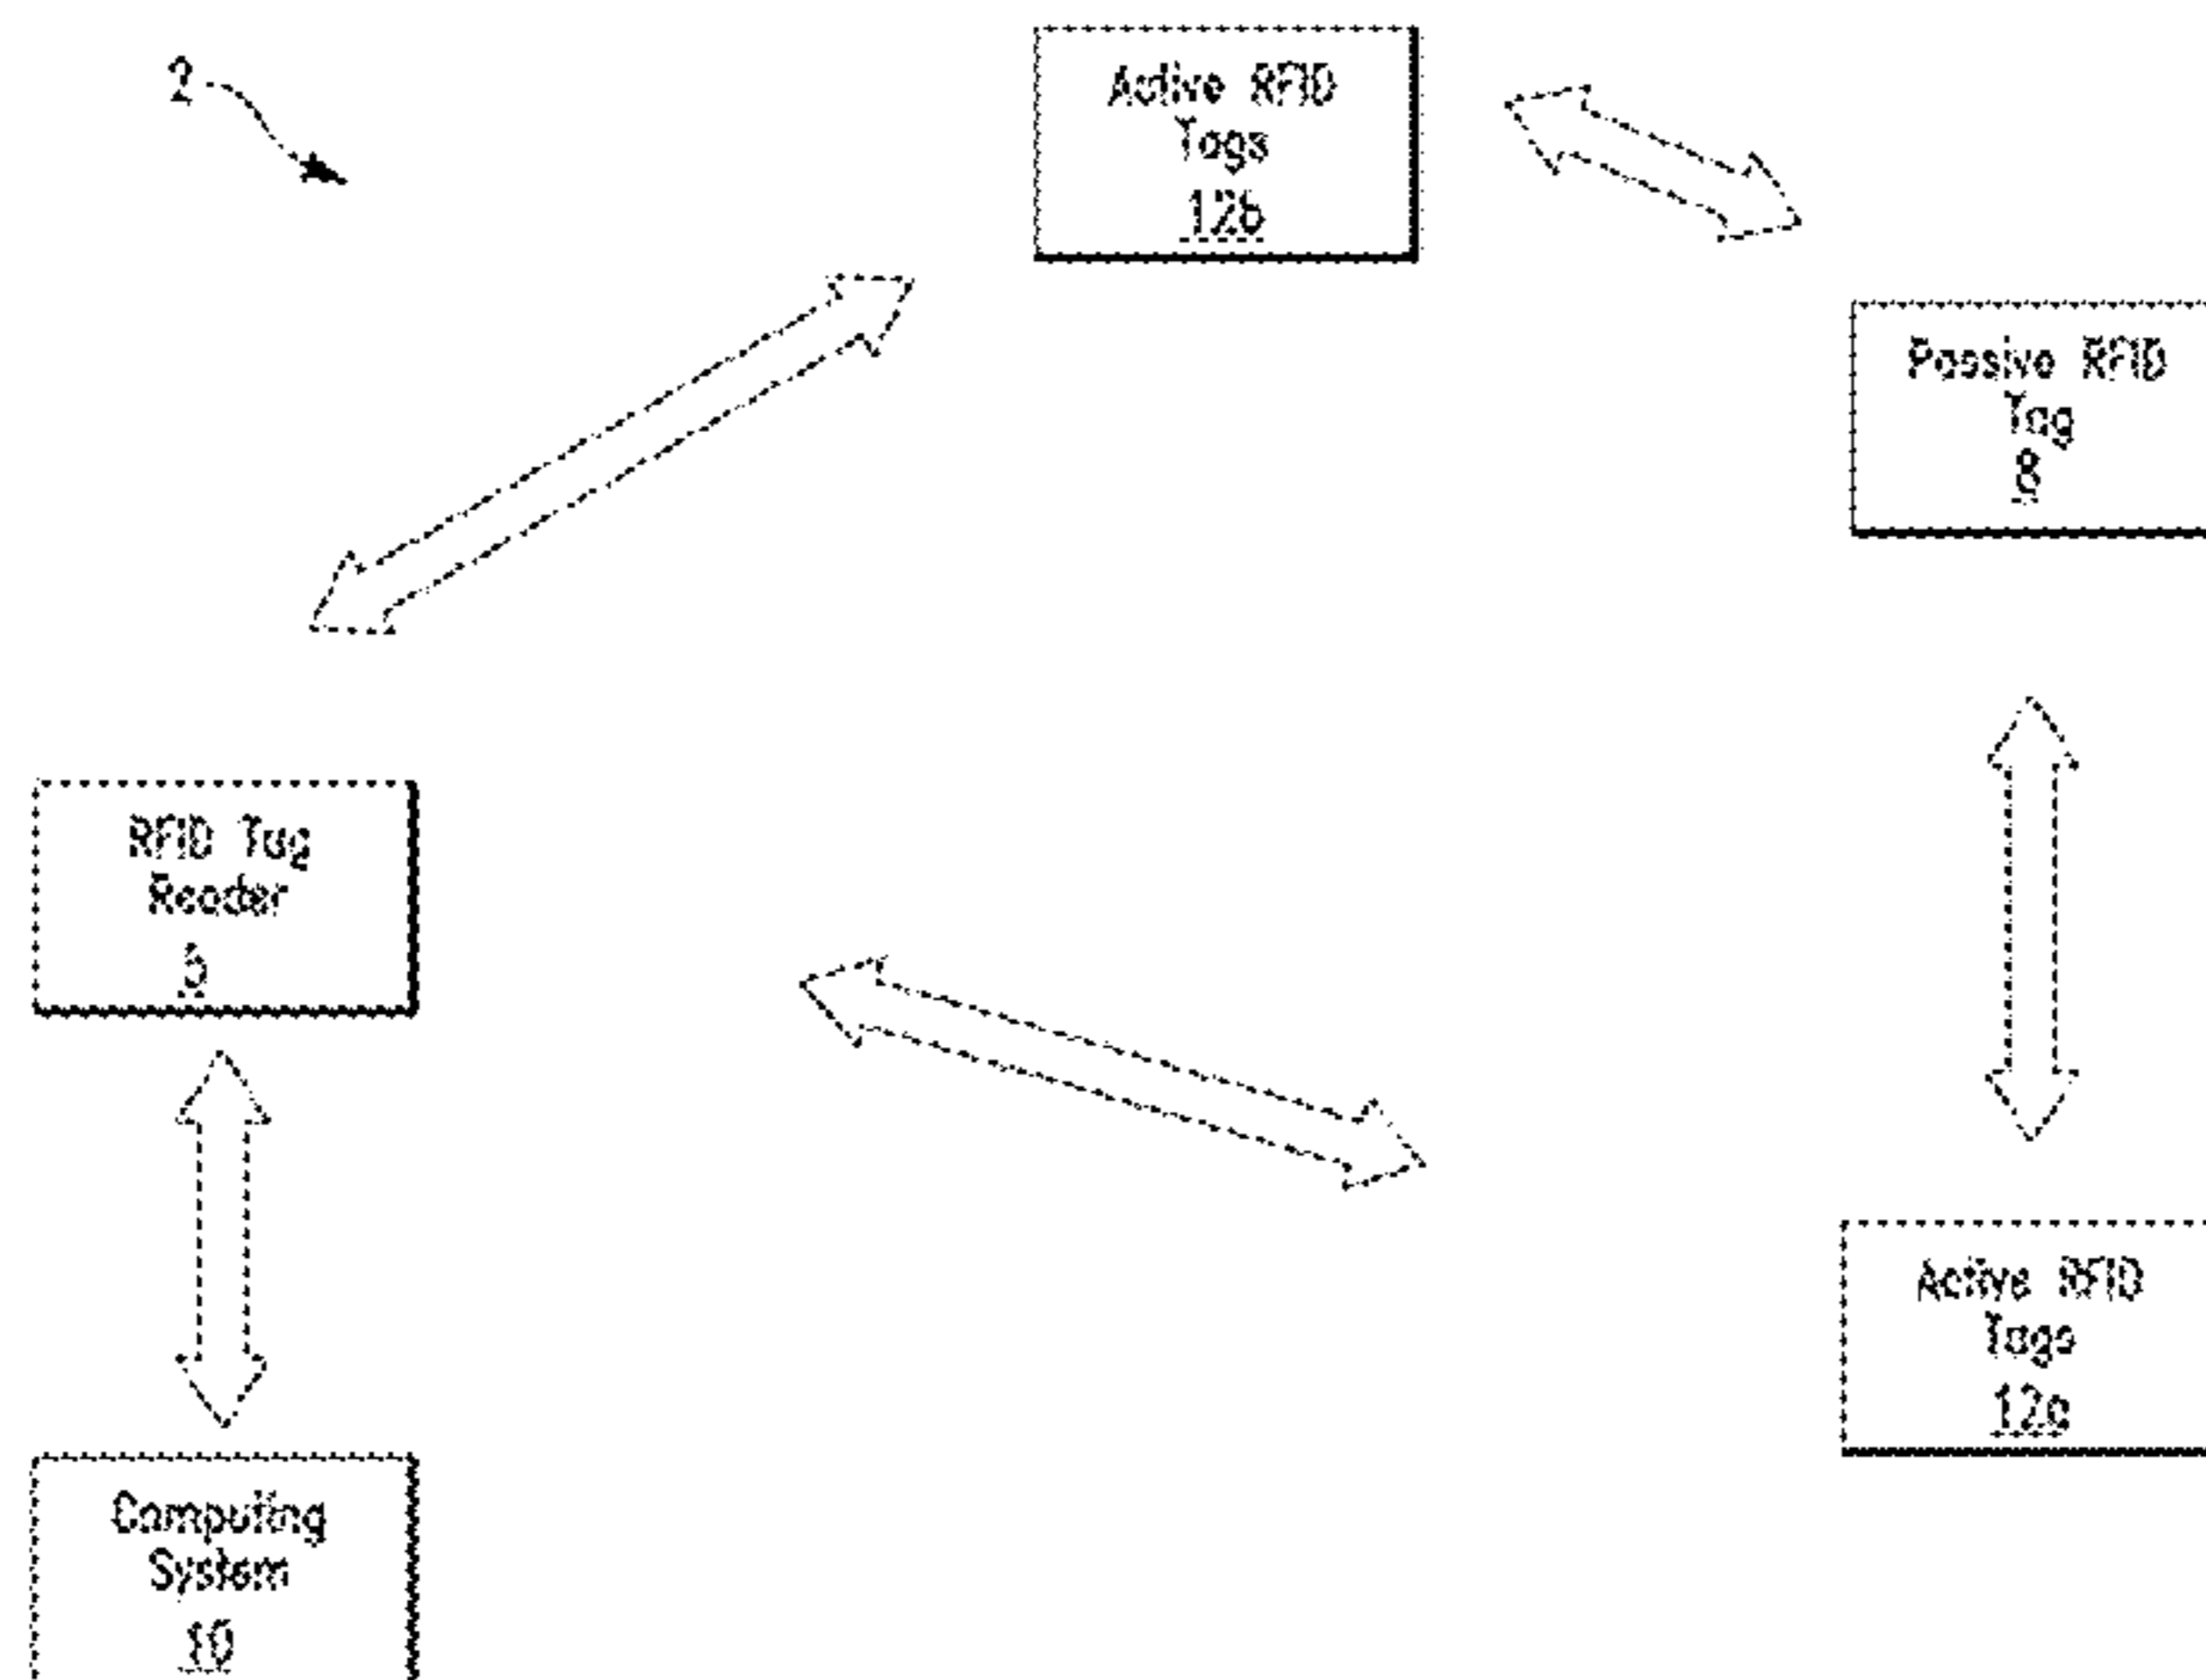 2
Active RFID
Tags
12b
Passive RFID
Tag
8
RFID Tag
Reader
Active RFID
Tags
12a
Computing
System
10